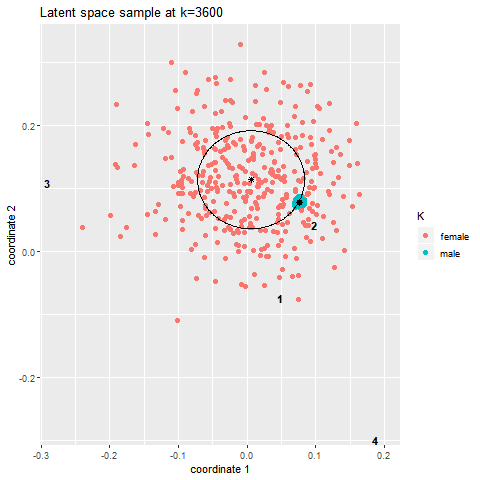 Latent space sample at k=3600
0.2
3
2
0.0
1
-0.2
4
-0.3
-0.2
-0.1
0.0
0.1
0.2
coordinate 1
coordinate 2
K
female
male